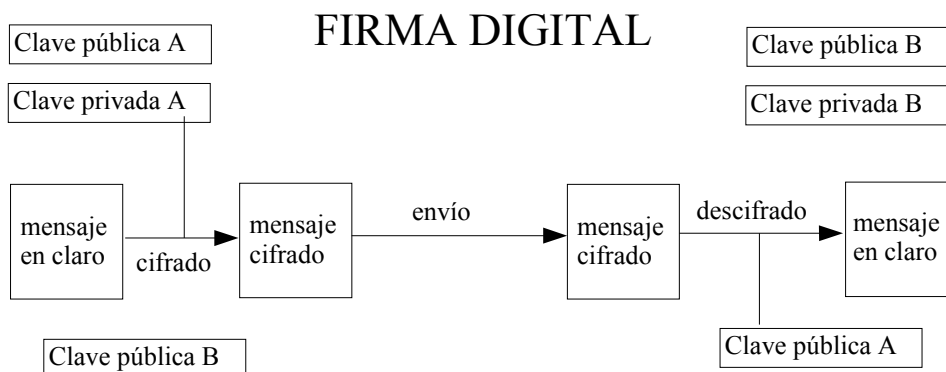 FIRMA DIGITAL
Clave pública A
Clave privada A
Clave pública B
Clave privada B
mensaje
en claro
cifrado
mensaje
cifrado
envío
mensaje
cifrado
descifrado
mensaje
en claro
Clave pública B
Clave pública A